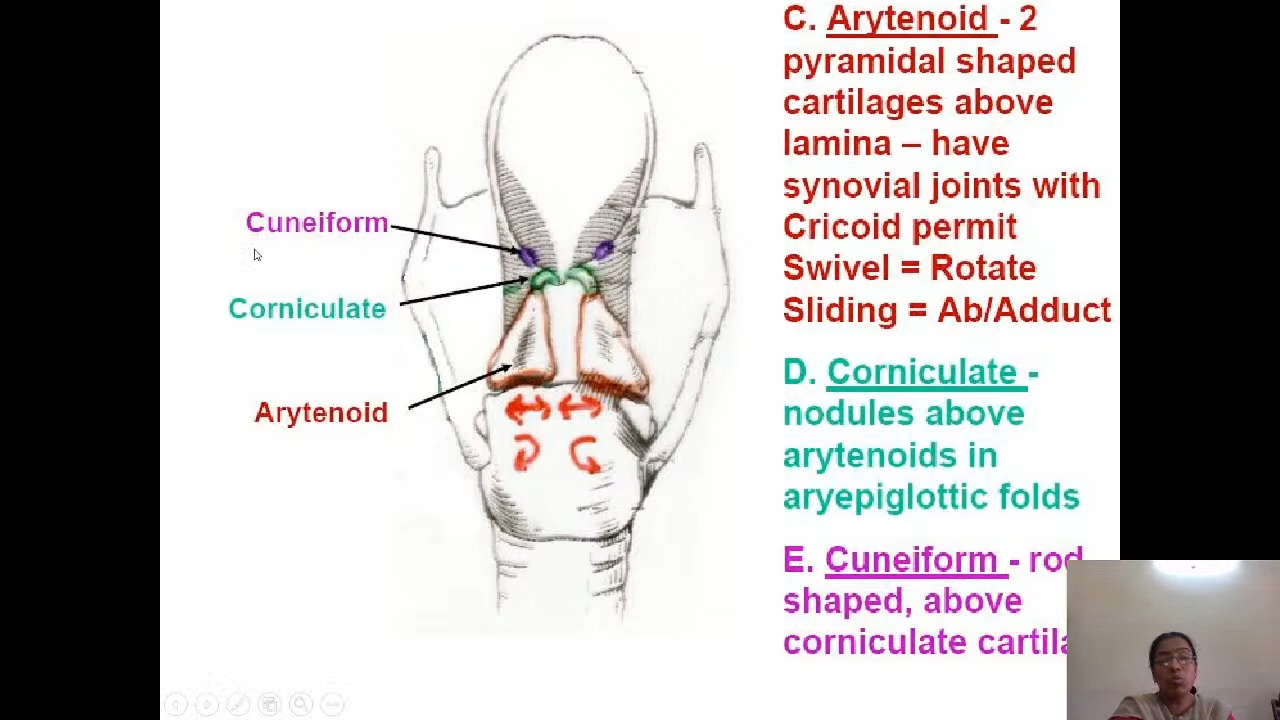 C. Arytenoid - 2
pyramidal shaped
cartilages above
lamina – have
synovial joints with
Cricoid permit
Swivel = Rotate
Sliding = Ab/Adduct
D. Corniculate -
nodules above
arytenoids in
aryepiglottic folds
E. Cuneiform - rod
shaped, above
corniculate
Cuneiform
Corniculate
Arytenoid